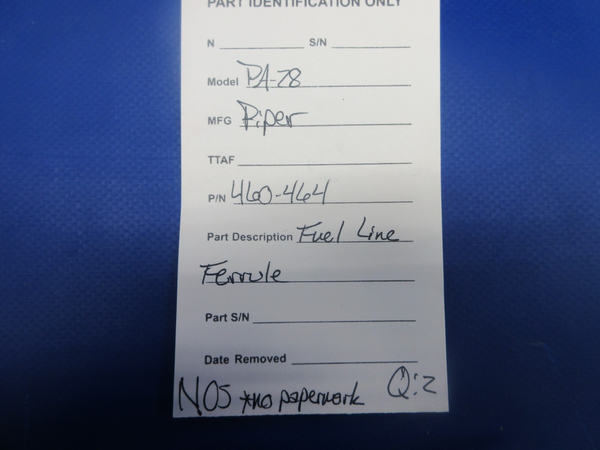 PART IDENTIFICATION ONLY
N S/N
Model PA-28
MFG Piper
TTAF
P/N 460-464
Part Description Fuel Line
Ferrule
Part S/N
Date Removed
NOS *no paperwork Q:2